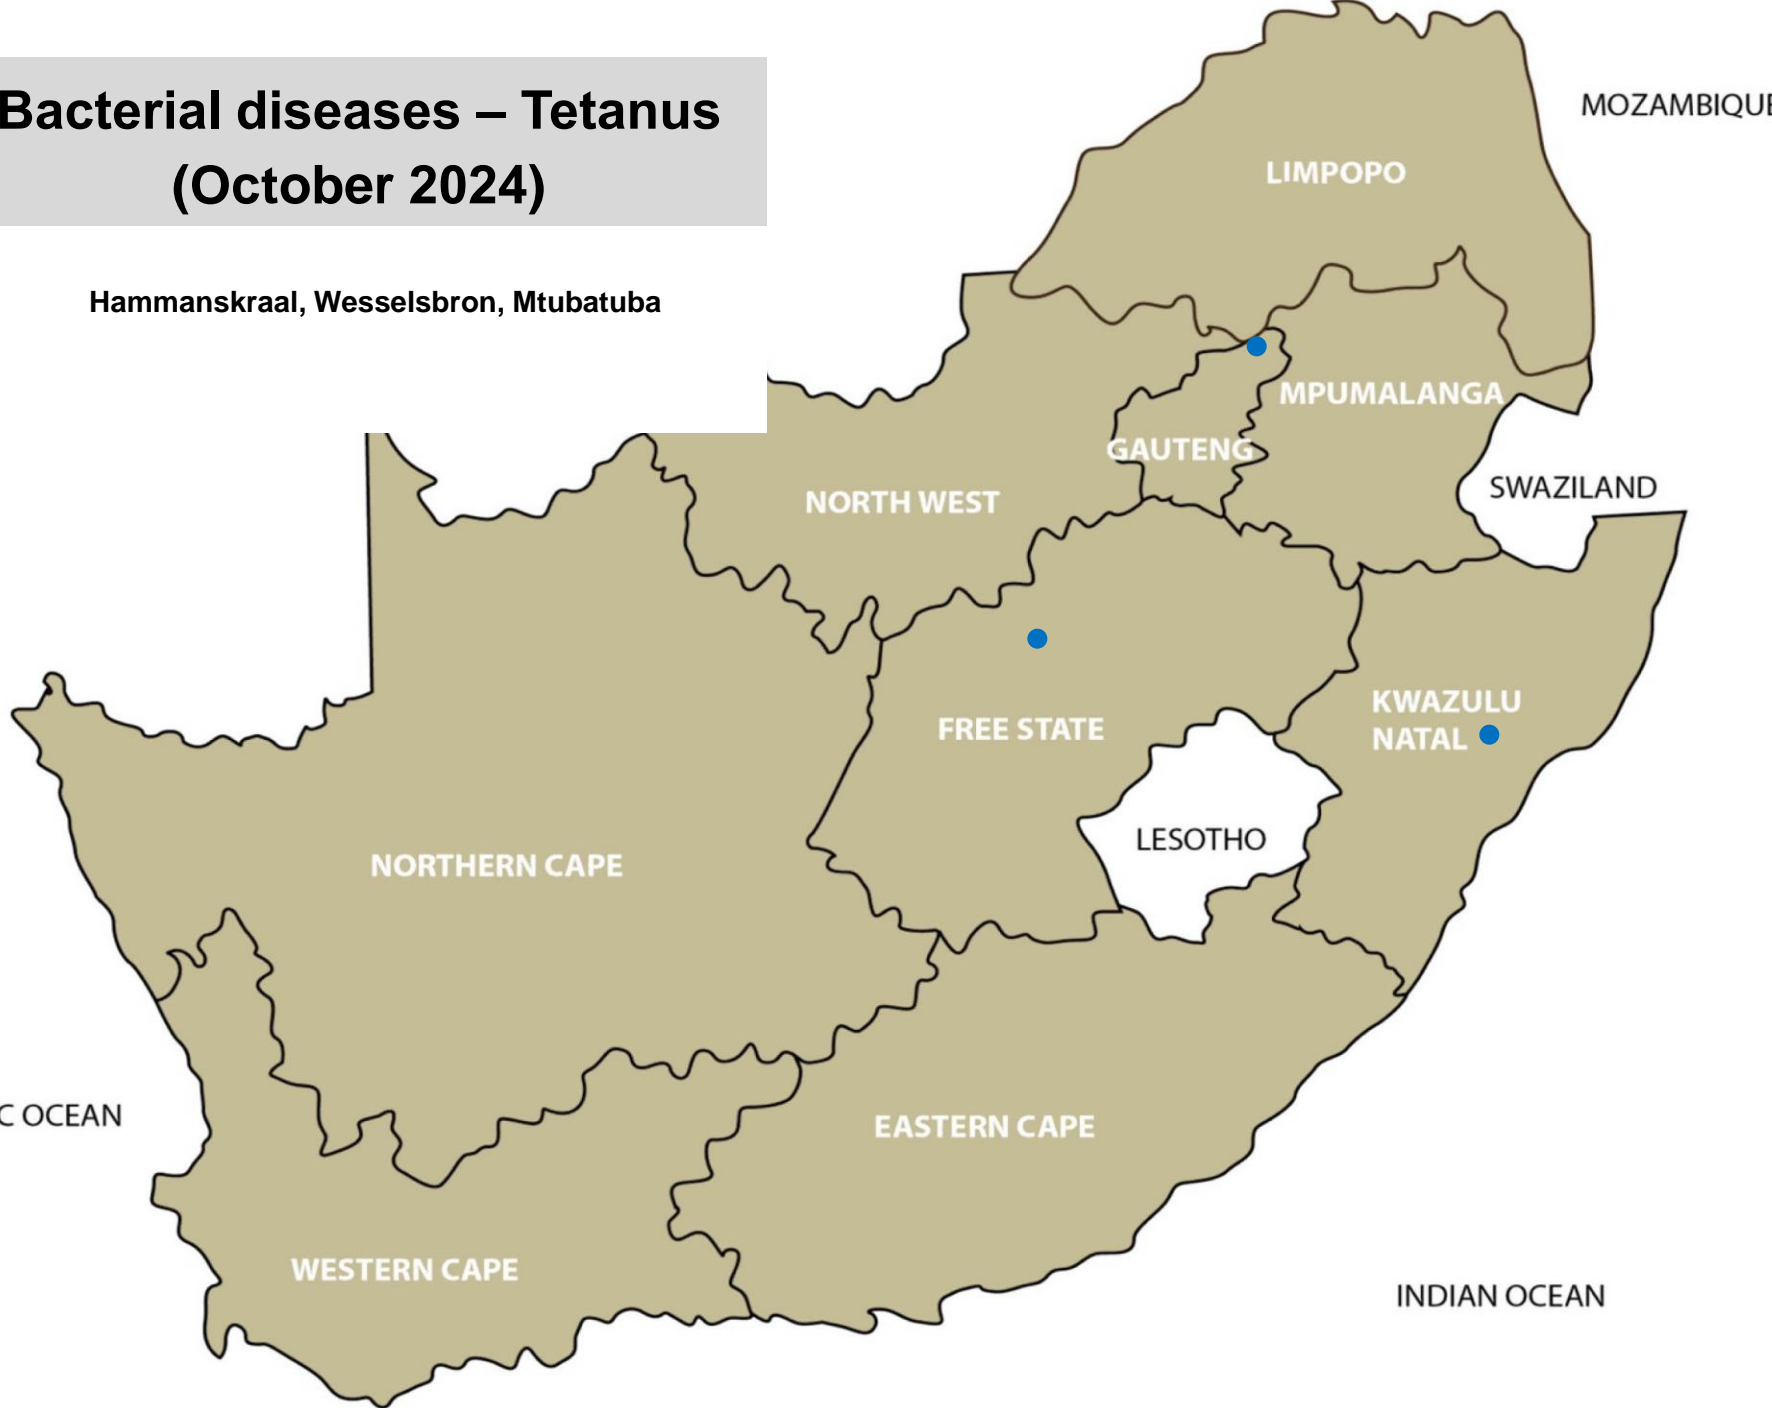 Bacterial diseases – Tetanus
(October 2024)
Hammanskraal, Wesselsbron, Mtubatuba
MOZAMBIQUE
LIMPOPO
MPUMALANGA
GAUTENG
SWAZILAND
NORTH WEST
KWAZULU
NATAL
FREE STATE
LESOTHO
NORTHERN CAPE
C OCEAN
EASTERN CAPE
WESTERN CAPE
INDIAN OCEAN